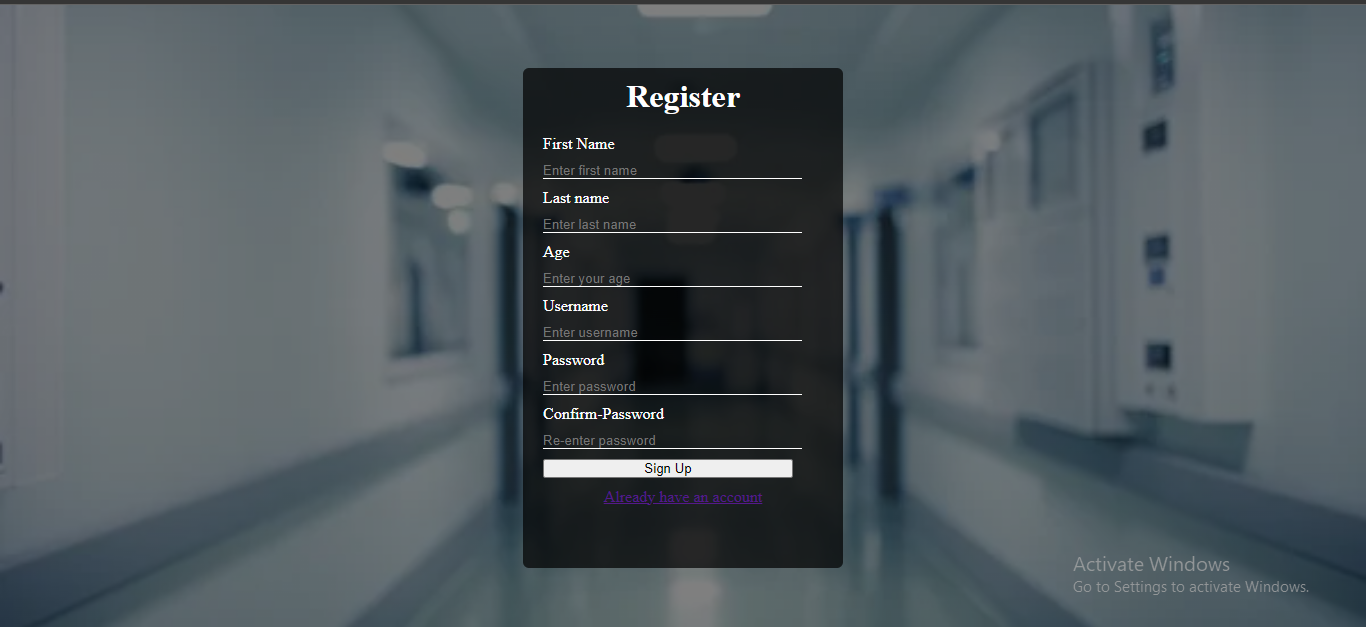 Register
First Name
Enter first name
Last name
Enter last name
Age
Enter your age
Username
Enter username
Password
Enter password
Confirm-Password
Re-enter password
Sign Up
Already have an account
Activate Windows
Go to Settings to activate Windows.